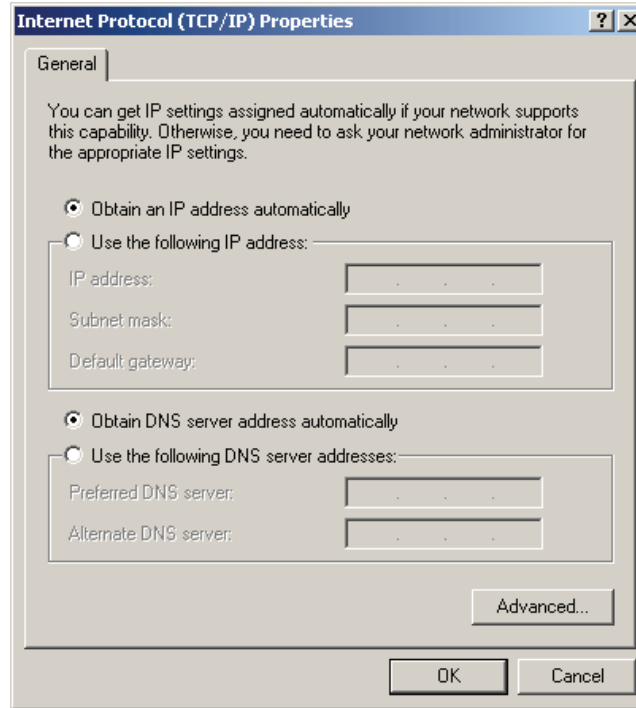 Internet Protocol (TCP/IP) Properties
General
You can get IP settings assigned automatically if your network supports
this capability. Otherwise, you need to ask your network administrator for
the appropriate IP settings.
Obtain an IP address automatically
Use the following IP address:
IP address:
Subnet mask:
Default gateway:
Obtain DNS server address automatically
Use the following DNS server addresses:
Preferred DNS server:
Alternate DNS server:
Advanced...
OK Cancel